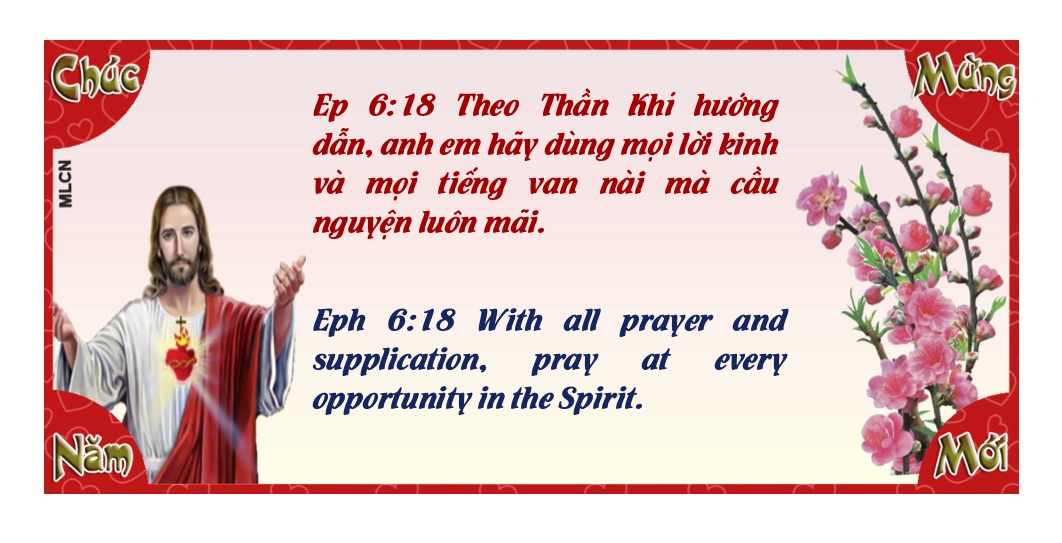 Chúc Mừng
MLCN
Ep 6:18 Theo Thần Khí hướng
dẫn, anh em hãy dùng mọi lời kinh
và mọi tiếng van nài mà cầu
nguyện luôn mãi.
Eph 6:18 With all prayer and
supplication, pray at every
opportunity in the Spirit.
Năm Mới